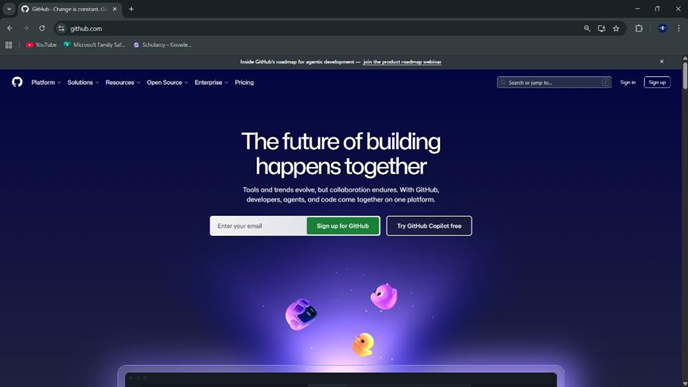 GitHub · Change is constant. Gi
github.com
YouTube
Microsoft Family Saf...
Scholarcy - Knowle...
Inside GitHub's roadmap for agentic development — join the product roadmap webinar
Platform
Solutions
Resources
Open Source
Enterprise
Pricing
Search or jump to...
Sign in
Sign up
The future of building
happens together
Tools and trends evolve, but collaboration endures. With GitHub,
developers, agents, and code come together on one platform.
Enter your email
Sign up for GitHub
Try GitHub Copilot free